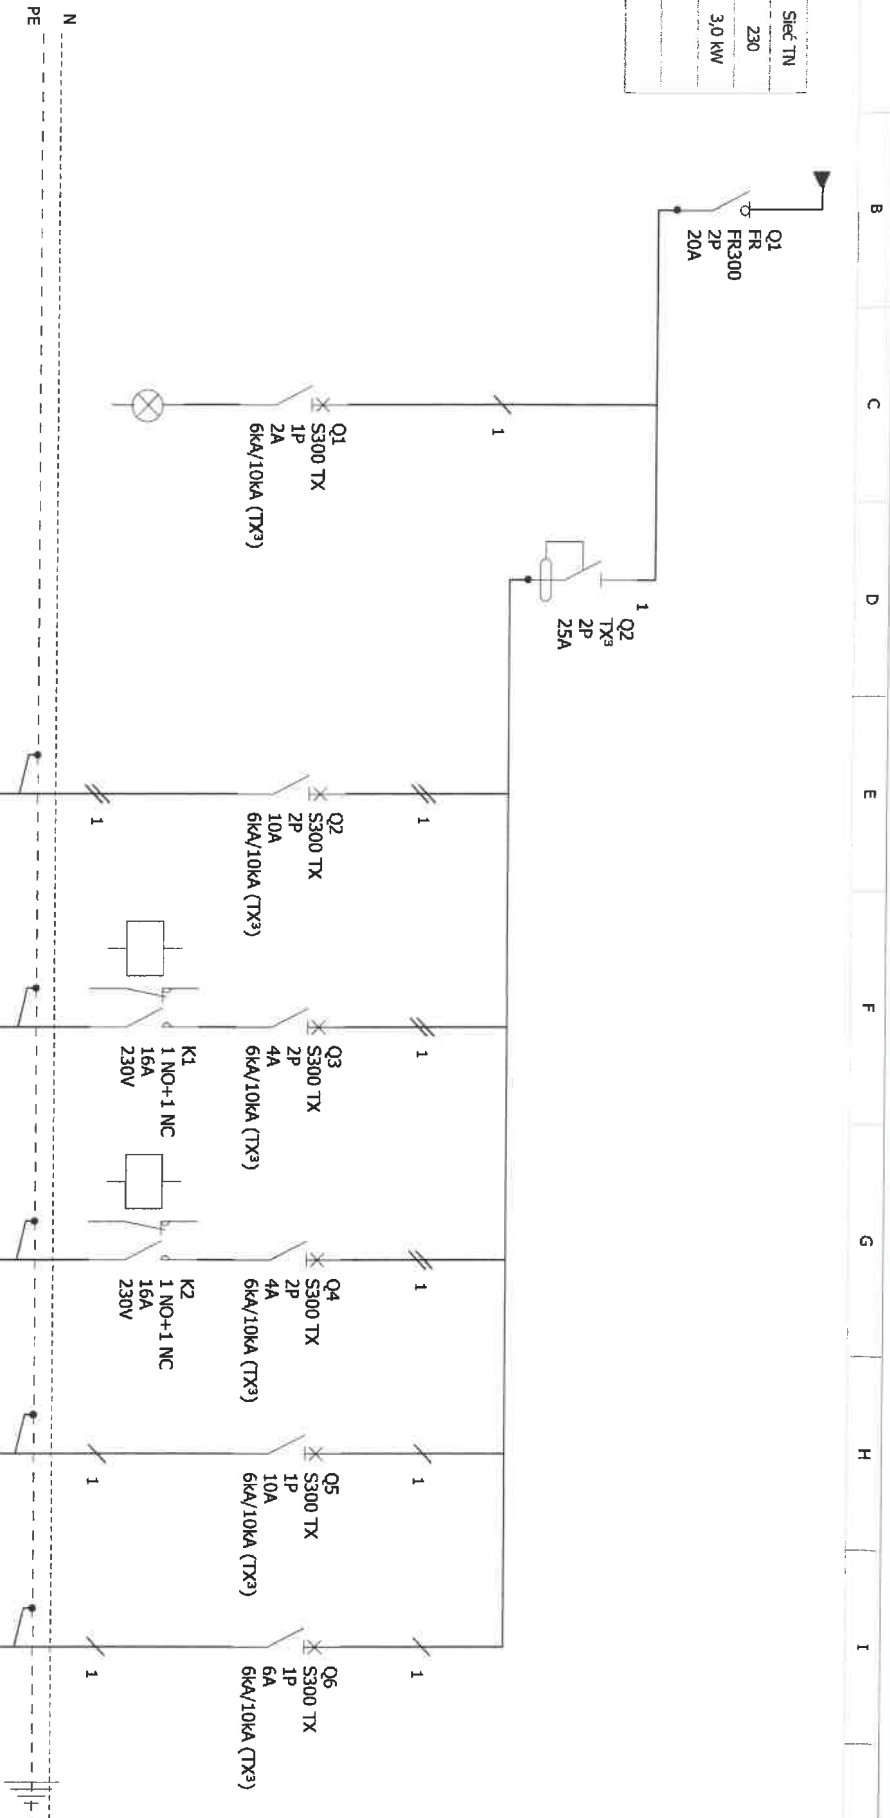 Sieć TN
230
3,0 kW
B
C
D
E
F
G
H
I
Q1
FR
FR300
2P
20A
1
Q1
S300 TX
1P
2A
6kA/10kA (TX³)
1
Q2
TX³
2P
25A
1
Q2
S300 TX
2P
10A
6kA/10kA (TX³)
1
1
Q3
S300 TX
2P
4A
6kA/10kA (TX³)
K1
1 NO+1 NC
16A
230V
1
Q4
S300 TX
2P
4A
6kA/10kA (TX³)
K2
1 NO+1 NC
16A
230V
1
Q5
S300 TX
1P
10A
6kA/10kA (TX³)
1
1
Q6
S300 TX
1P
6A
6kA/10kA (TX³)
1
N
PE